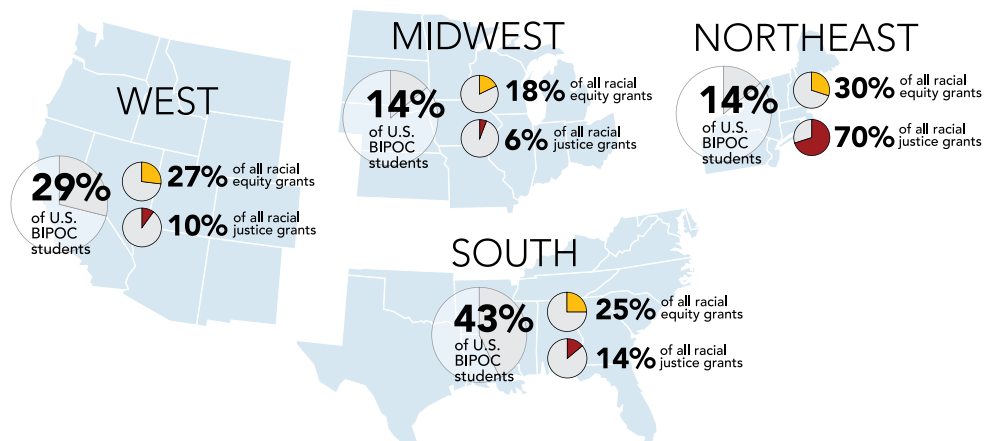 WEST
29%
of U.S.
BIPOC
students
27% of all racial
equity grants
10% of all racial
justice grants
MIDWEST
14%
of U.S.
BIPOC
students
18% of all racial
equity grants
6% of all racial
justice grants
NORTHEAST
14%
of U.S.
BIPOC
students
30% of all racial
equity grants
70% of all racial
justice grants
SOUTH
43%
of U.S.
BIPOC
students
25% of all racial
equity grants
14% of all racial
justice grants